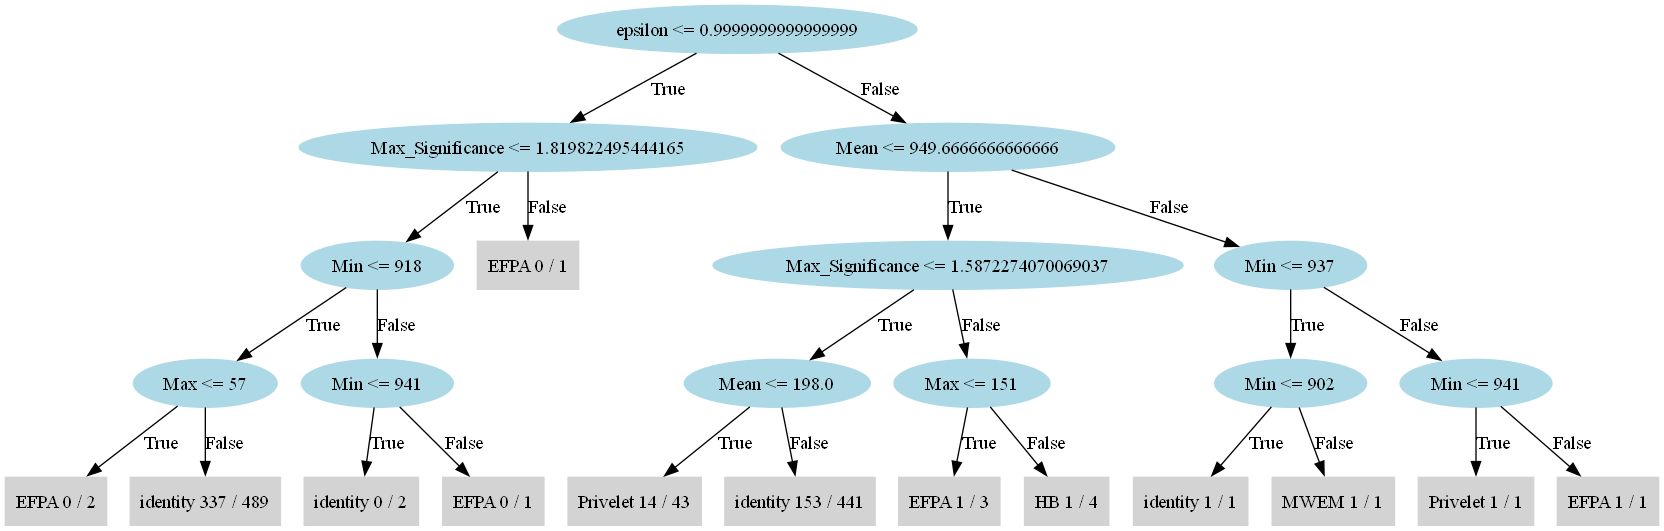 epsilon <= 0.9999999999999999
True
False
Max_Significance <= 1.819822495444165
Mean <= 949.6666666666666
True
False
True
False
Min <= 918
EFPA 0 / 1
Max_Significance <= 1.5872274070069037
Min <= 937
True
False
True
False
True
False
Max <= 57
Min <= 941
Mean <= 198.0
Max <= 151
Min <= 902
Min <= 941
True
False
True
False
True
False
True
False
True
False
True
False
EFPA 0 / 2
identity 337 / 489
identity 0 / 2
EFPA 0 / 1
Privelet 14 / 43
identity 153 / 441
EFPA 1 / 3
HB 1 / 4
identity 1 / 1
MWEM 1 / 1
Privelet 1 / 1
EFPA 1 / 1